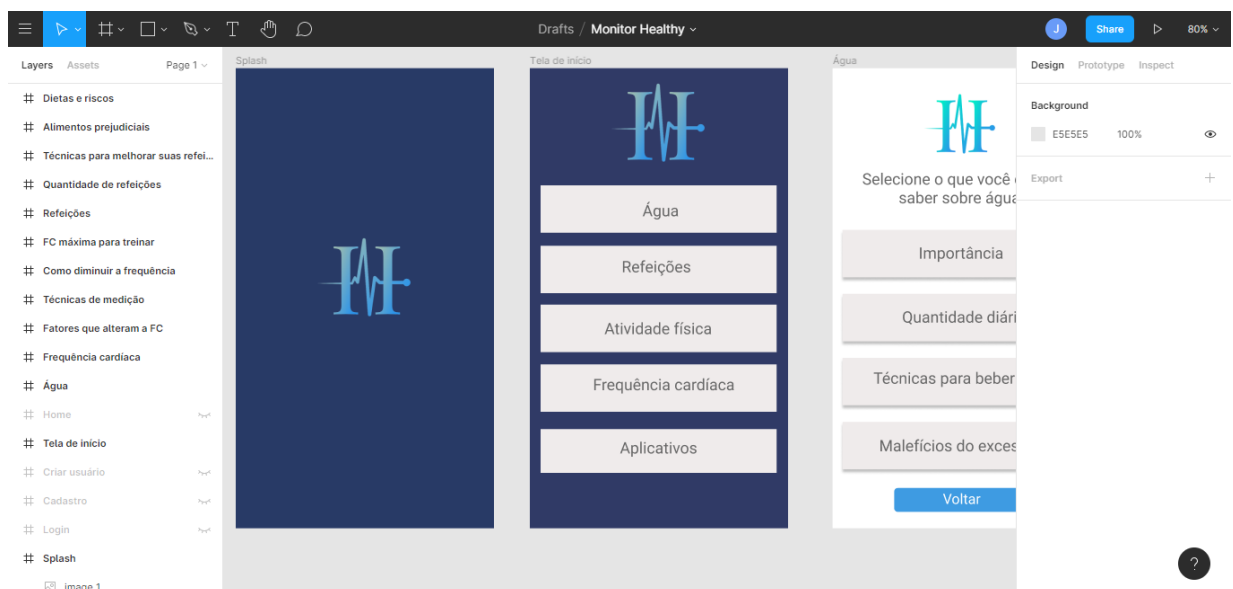 Drafts / Monitor Healthy
J
Share
80%
Layers Assets Page 1
Dietas e riscos
Alimentos prejudiciais
Técnicas para melhorar suas refei...
Quantidade de refeições
Refeições
FC máxima para treinar
Como diminuir a frequência
Técnicas de medição
Fatores que alteram a FC
Frequência cardíaca
Água
Home
Tela de início
Criar usuário
Cadastro
Login
Splash
image 1
Splash
Tela de início
H
Água
Refeições
Atividade física
Frequência cardíaca
Aplicativos
Água
Selecione o que você
saber sobre água
Importância
Quantidade diári
Técnicas para beber
Malefícios do exces
Voltar
Design Prototype Inspect
Background
E5E5E5 100%
Export
?